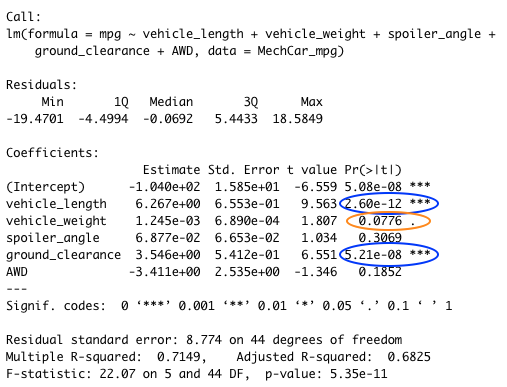 Call:
lm(formula = mpg ~ vehicle_length + vehicle_weight + spoiler_angle +
    ground_clearance + AWD, data = MechCar_mpg)
Residuals:
     Min       1Q   Median       3Q      Max
-19.4701  -4.4994  -0.0692   5.4433  18.5849
Coefficients:
                   Estimate Std. Error t value Pr(>|t|)
(Intercept)      -1.040e+02  1.585e+01  -6.559 5.08e-08 ***
vehicle_length    6.267e+00  6.553e-01   9.563 2.60e-12 ***
vehicle_weight    1.245e-03  6.890e-04   1.807   0.0776 .
spoiler_angle     6.877e-02  6.653e-02   1.034   0.3069
ground_clearance  3.546e+00  5.412e-01   6.551 5.21e-08 ***
AWD              -3.411e+00  2.535e+00  -1.346   0.1852
---
Signif. codes:  0 ‘***’ 0.001 ‘**’ 0.01 ‘*’ 0.05 ‘.’ 0.1 ‘ ’ 1
Residual standard error: 8.774 on 44 degrees of freedom
Multiple R-squared:  0.7149,    Adjusted R-squared:  0.6825
F-statistic: 22.07 on 5 and 44 DF,  p-value: 5.35e-11